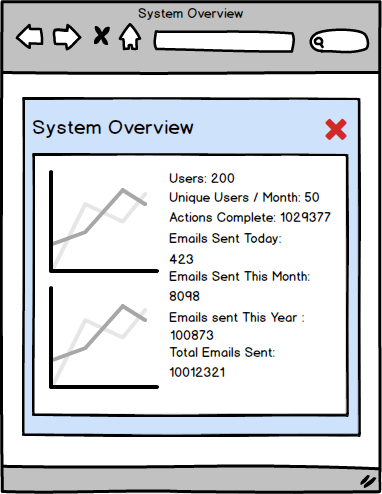 System Overview
System Overview
Users: 200
Unique Users / Month: 50
Actions Complete: 1029377
Emails Sent Today:
423
Emails Sent This Month:
8098
Emails sent This Year :
100873
Total Emails Sent:
10012321